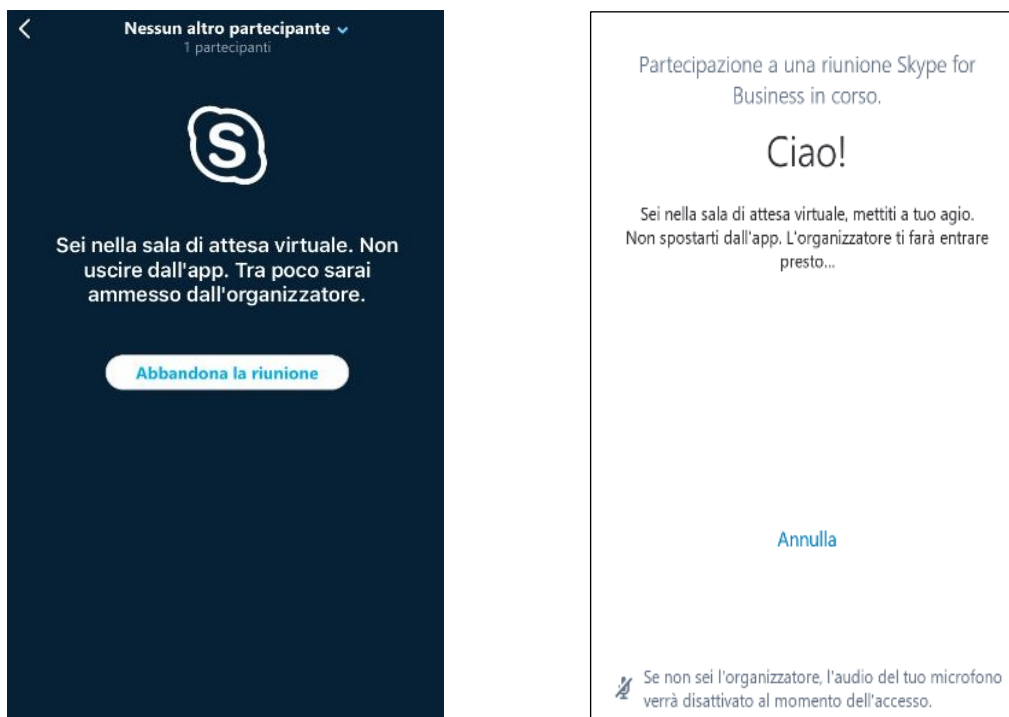 Nessun altro partecipante
1 partecipanti
S
Sei nella sala di attesa virtuale. Non
uscire dall'app. Tra poco sarai
ammesso dall'organizzatore.
Abbandona la riunione
Partecipazione a una riunione Skype for
Business in corso.
Ciao!
Sei nella sala di attesa virtuale, mettiti a tuo agio.
Non spostarti dall'app. L'organizzatore ti farà entrare
presto...
Annulla
Se non sei l'organizzatore, l'audio del tuo microfono
verrà disattivato al momento dell'accesso.